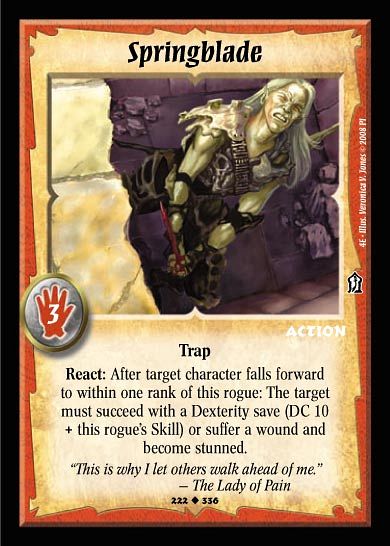 Springblade
4E • Illus. Veronica V. Jones © 2008 PI
3
ACTION
Trap
React: After target character falls forward
to within one rank of this rogue: The target
must succeed with a Dexterity save (DC 10
+ this rogue's Skill) or suffer a wound and
become stunned.
"This is why I let others walk ahead of me."
– The Lady of Pain
222 ◆ 336